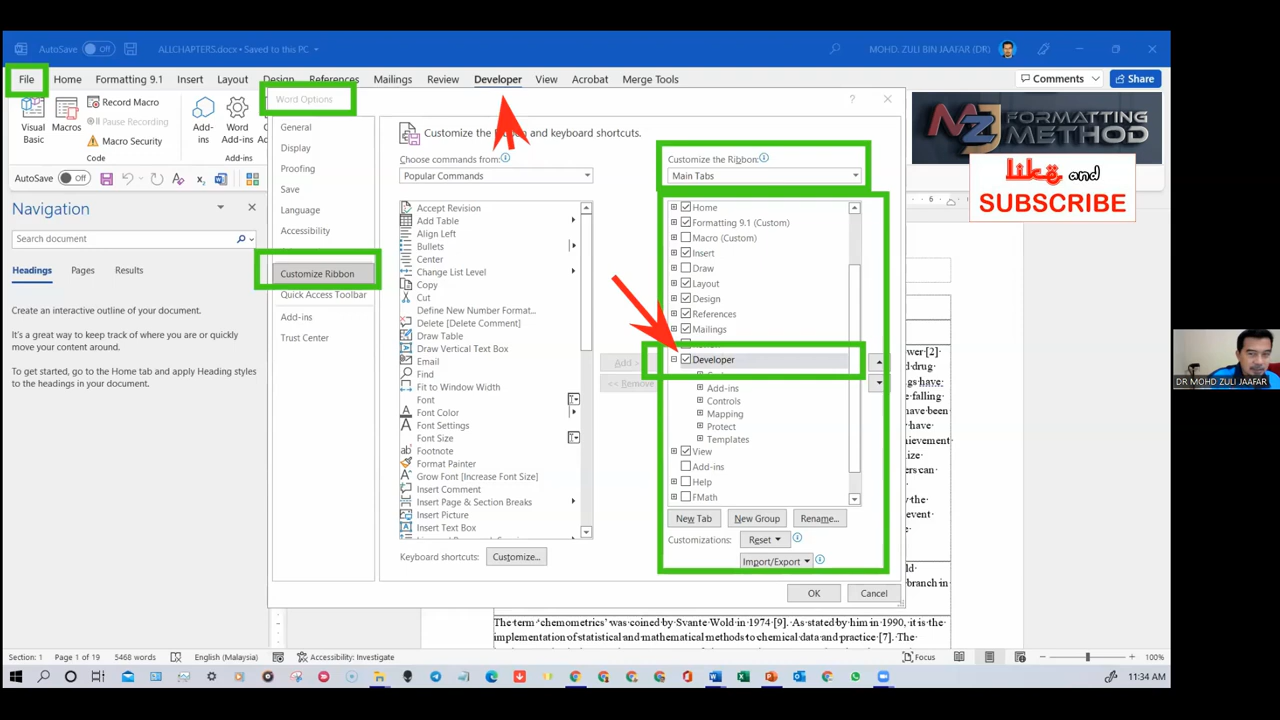 AutoSave Off ALLCHAPTERS.docx • Saved to this PC MOHD. ZULI BIN JAAFAR (DR)
File Home Formatting 9.1 Insert Layout Design References Mailings Review Developer View Acrobat Merge Tools Comments Share
Visual Basic
Macros
Record Macro
Pause Recording
Macro Security
Code
Add-ins
Word Add-ins
Add-ins
AutoSave Off
Navigation
Search document
Headings Pages Results
Create an interactive outline of your document.
It's a great way to keep track of where you are or quickly
move your content around.
To get started, go to the Home tab and apply Heading styles
to the headings in your document.
Word Options
General
Display
Proofing
Save
Language
Accessibility
Customize Ribbon
Quick Access Toolbar
Add-ins
Trust Center
Customize the Ribbon and keyboard shortcuts.
Choose commands from:
Popular Commands
Accept Revision
Add Table
Align Left
Bullets
Center
Change List Level
Copy
Cut
Define New Number Format...
Delete [Delete Comment]
Draw Table
Draw Vertical Text Box
Email
Find
Fit to Window Width
Font
Font Color
Font Settings
Font Size
Footnote
Format Painter
Grow Font [Increase Font Size]
Insert Comment
Insert Page & Section Breaks
Insert Picture
Insert Text Box
Keyboard shortcuts: Customize...
Add >
<< Remove
Customize the Ribbon:
Main Tabs
Home
Formatting 9.1 (Custom)
Macro (Custom)
Insert
Draw
Layout
Design
References
Mailings
Developer
Add-ins
Controls
Mapping
Protect
Templates
View
Add-ins
Help
FMath
New Tab New Group Rename...
Customizations: Reset
Import/Export
OK Cancel
MJ FORMATTING METHOD
like and
SUBSCRIBE
[2]
drug
have
falling
been
have
ize
can
the
ld
branch in
The term 'chemometrics' was coined by Svante Wold in 1974 [9]. As stated by him in 1990, it is the
implementation of statistical and mathematical methods to chemical data and practice [7]. The
DR MOHD ZULI JAAFAR
Section: 1 Page 1 of 19 5468 words English (Malaysia) Accessibility: Investigate Focus 100%
11:34 AM